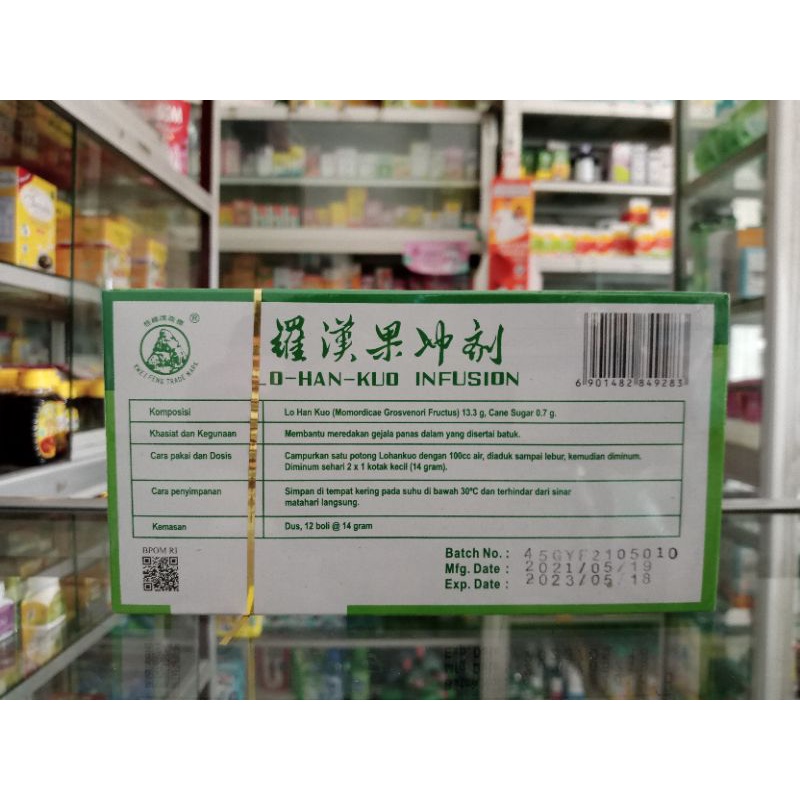 羅漢果冲剂
LO-HAN-KUO INFUSION
®
KWEI FENG TRADE MARK
6 901482 849283
Komposisi
Lo Han Kuo (Momordicae Grosvenori Fructus) 13.3 g, Cane Sugar 0.7 g.
Khasiat dan Kegunaan
Membantu meredakan gejala panas dalam yang disertai batuk.
Cara pakai dan Dosis
Campurkan satu potong Lohankuo dengan 100cc air, diaduk sampai lebur, kemudian diminum.
Diminum sehari 2 x 1 kotak kecil (14 gram).
Cara penyimpanan
Simpan di tempat kering pada suhu di bawah 30°C dan terhindar dari sinar
matahari langsung.
Kemasan
Dus, 12 boli @ 14 gram
BPOM RI
Batch No. : 45GYF2105010
Mfg. Date : 2021/05/19
Exp. Date : 2023/05/18